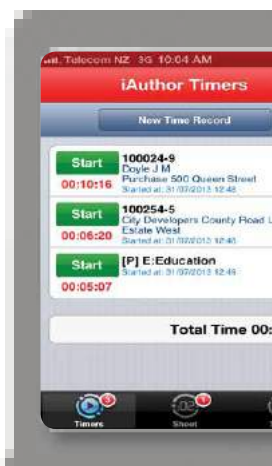 Telecom NZ 3G 10:04 AM
iAuthor Timers
New Time Record
Start 100024-9
Doyle J M
Purchase 500 Queen Street
00:10:16 Started at: 31/07/2013 12:48
Start 100254-5
City Developers County Road
00:06:20 Estate West
Started at: 31/07/2013 12:48
Start [P] E:Education
Started at: 31/07/2013 12:49
00:05:07
Total Time 00:
3 1
Timers Sheet